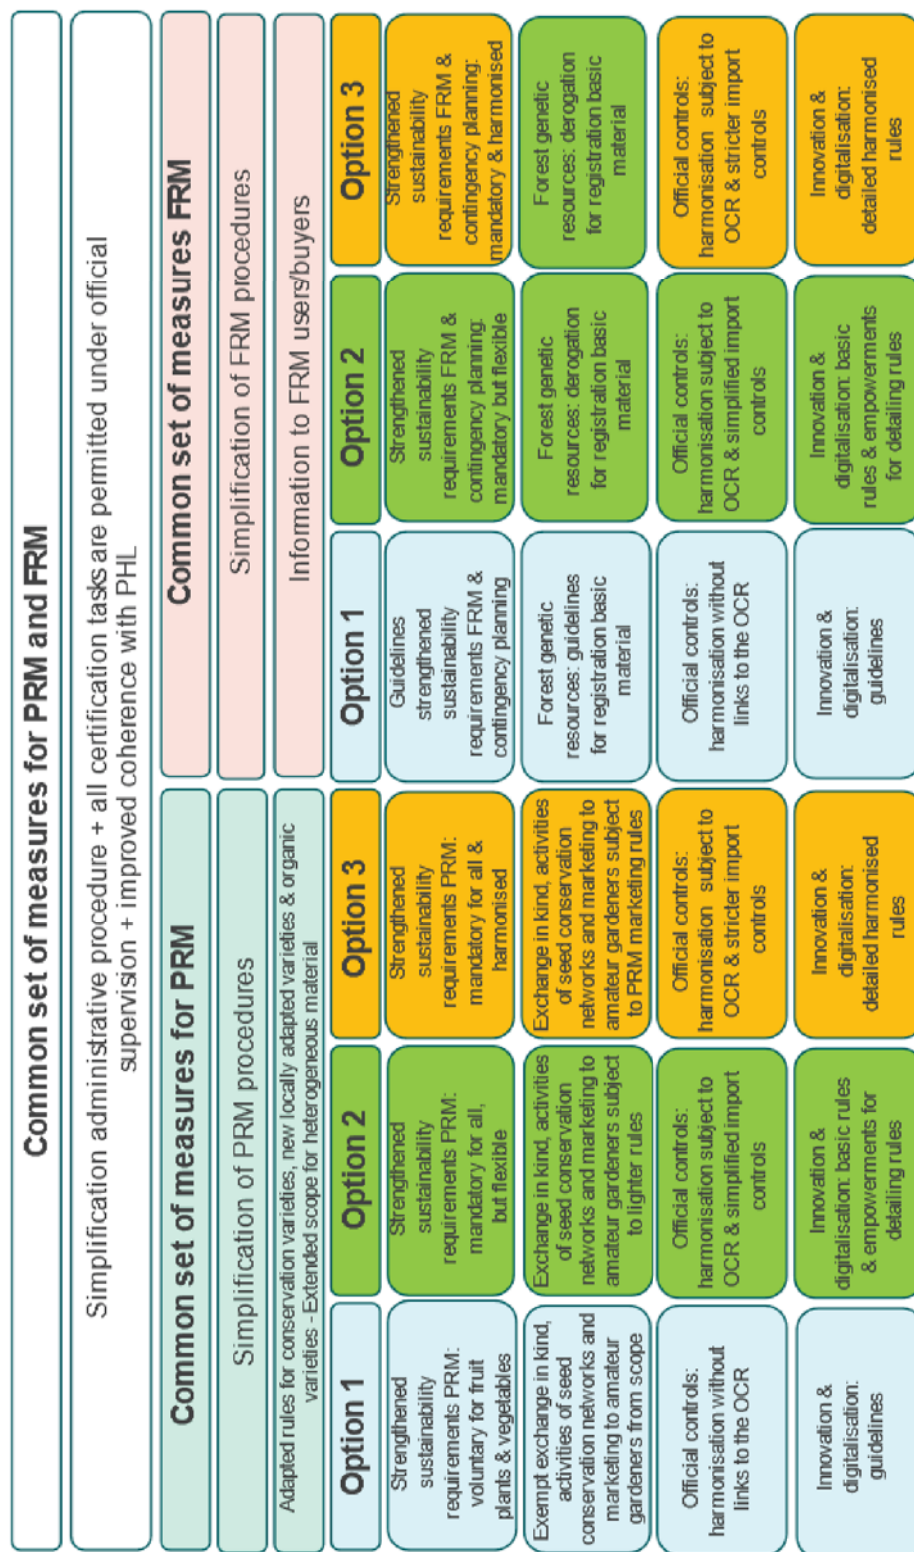 Common set of measures for PRM and FRM
Simplification administrative procedure + all certification tasks are permitted under official
supervision + improved coherence with PHL
Common set of measures for PRM
Simplification of PRM procedures
Adapted rules for conservation varieties, new locally adapted varieties & organic
varieties - Extended scope for heterogeneous material
Common set of measures FRM
Simplification of FRM procedures
Information to FRM users/buyers
Option 1
Option 2
Option 3
Option 1
Option 2
Option 3
Strengthened
sustainability
requirements PRM:
voluntary for fruit
plants & vegetables
Strengthened
sustainability
requirements PRM:
mandatory for all,
but flexible
Strengthened
sustainability
requirements PRM:
mandatory for all &
harmonised
Guidelines
strengthened
sustainability
requirements FRM &
contingency planning
Strengthened
sustainability
requirements FRM &
contingency planning:
mandatory but flexible
Strengthened
sustainability
requirements FRM &
contingency planning:
mandatory & harmonised
Exempt exchange in kind,
activities of seed
conservation networks and
marketing to amateur
gardeners from scope
Exchange in kind, activities
of seed conservation
networks and marketing to
amateur gardeners subject
to lighter rules
Exchange in kind, activities
of seed conservation
networks and marketing to
amateur gardeners subject
to PRM marketing rules
Forest genetic
resources: guidelines
for registration basic
material
Forest genetic
resources: derogation
for registration basic
material
Forest genetic
resources: derogation
for registration basic
material
Official controls:
harmonisation without
links to the OCR
Official controls:
harmonisation subject to
OCR & simplified import
controls
Official controls:
harmonisation subject to
OCR & stricter import
controls
Official controls:
harmonisation without
links to the OCR
Official controls:
harmonisation subject to
OCR & simplified import
controls
Official controls:
harmonisation subject to
OCR & stricter import
controls
Innovation &
digitalisation:
guidelines
Innovation &
digitalisation: basic rules
& empowerments for
detailing rules
Innovation &
digitalisation:
detailed harmonised
rules
Innovation &
digitalisation:
guidelines
Innovation &
digitalisation: basic
rules & empowerments
for detailing rules
Innovation &
digitalisation:
detailed harmonised
rules